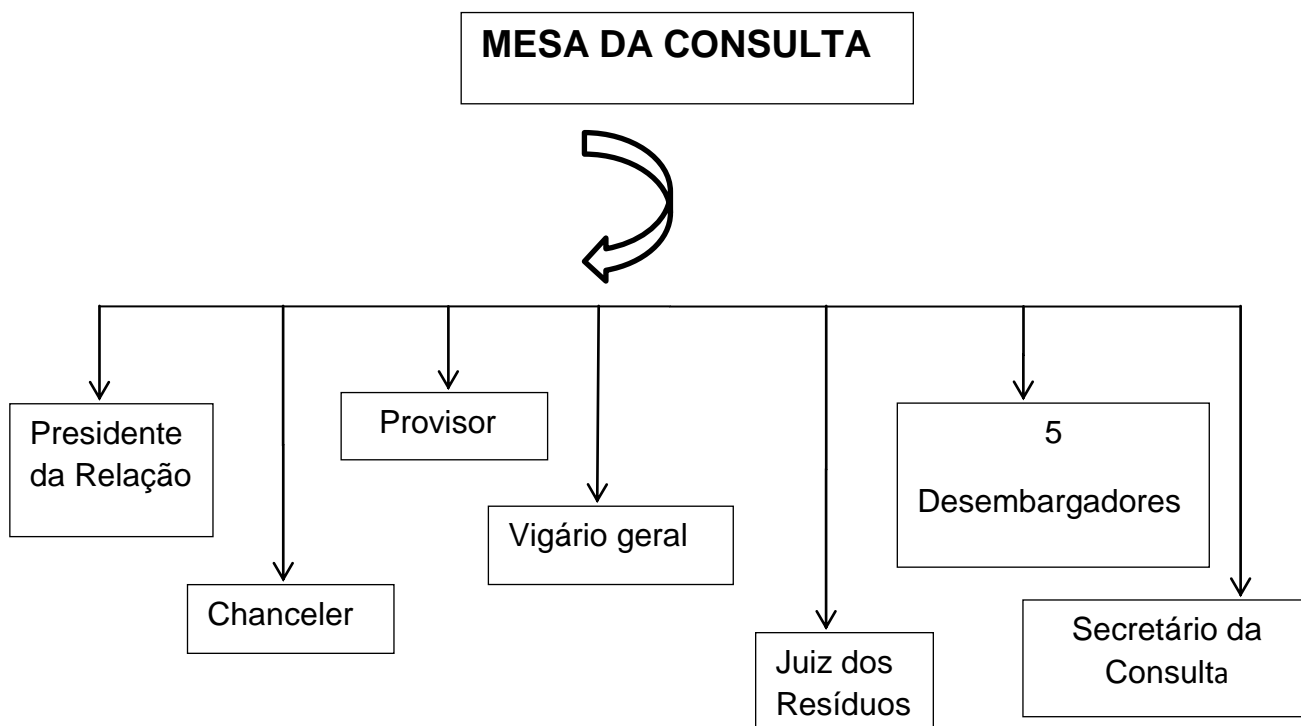 MESA DA CONSULTA
Presidente
da Relação
Chanceler
Provisor
Vigário geral
Juiz dos
Resíduos
5
Desembargadores
Secretário da
Consulta